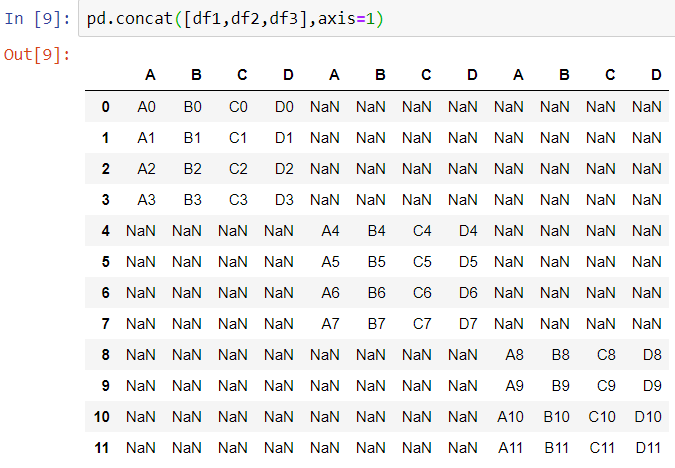 In [9]: pd.concat([df1,df2,df3],axis=1)
Out[9]:
A B C D A B C D A B C D
0 A0 B0 C0 D0 NaN NaN NaN NaN NaN NaN NaN NaN
1 A1 B1 C1 D1 NaN NaN NaN NaN NaN NaN NaN NaN
2 A2 B2 C2 D2 NaN NaN NaN NaN NaN NaN NaN NaN
3 A3 B3 C3 D3 NaN NaN NaN NaN NaN NaN NaN NaN
4 NaN NaN NaN NaN A4 B4 C4 D4 NaN NaN NaN NaN
5 NaN NaN NaN NaN A5 B5 C5 D5 NaN NaN NaN NaN
6 NaN NaN NaN NaN A6 B6 C6 D6 NaN NaN NaN NaN
7 NaN NaN NaN NaN A7 B7 C7 D7 NaN NaN NaN NaN
8 NaN NaN NaN NaN NaN NaN NaN NaN A8 B8 C8 D8
9 NaN NaN NaN NaN NaN NaN NaN NaN A9 B9 C9 D9
10 NaN NaN NaN NaN NaN NaN NaN NaN A10 B10 C10 D10
11 NaN NaN NaN NaN NaN NaN NaN NaN A11 B11 C11 D11